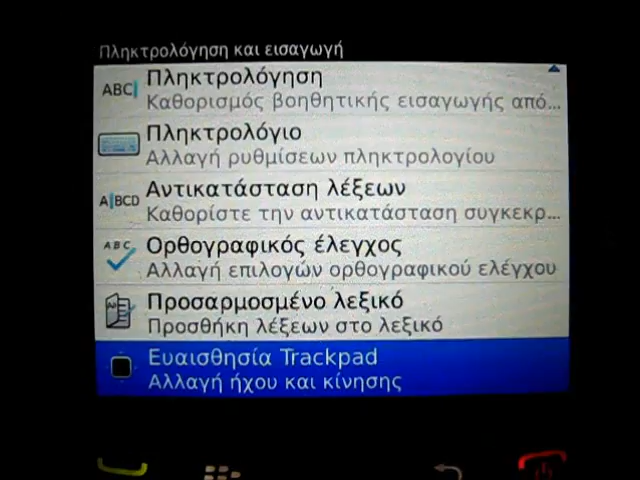 Πληκτρολόγηση και εισαγωγή
ABC
Πληκτρολόγηση
Καθορισμός βοηθητικής εισαγωγής από...
Πληκτρολόγιο
Αλλαγή ρυθμίσεων πληκτρολογίου
A|BCD
Αντικατάσταση λέξεων
Καθορίστε την αντικατάσταση συγκεκρ...
ABC
Ορθογραφικός έλεγχος
Αλλαγή επιλογών ορθογραφικού ελέγχου
Προσαρμοσμένο λεξικό
Προσθήκη λέξεων στο λεξικό
Ευαισθησία Trackpad
Αλλαγή ήχου και κίνησης